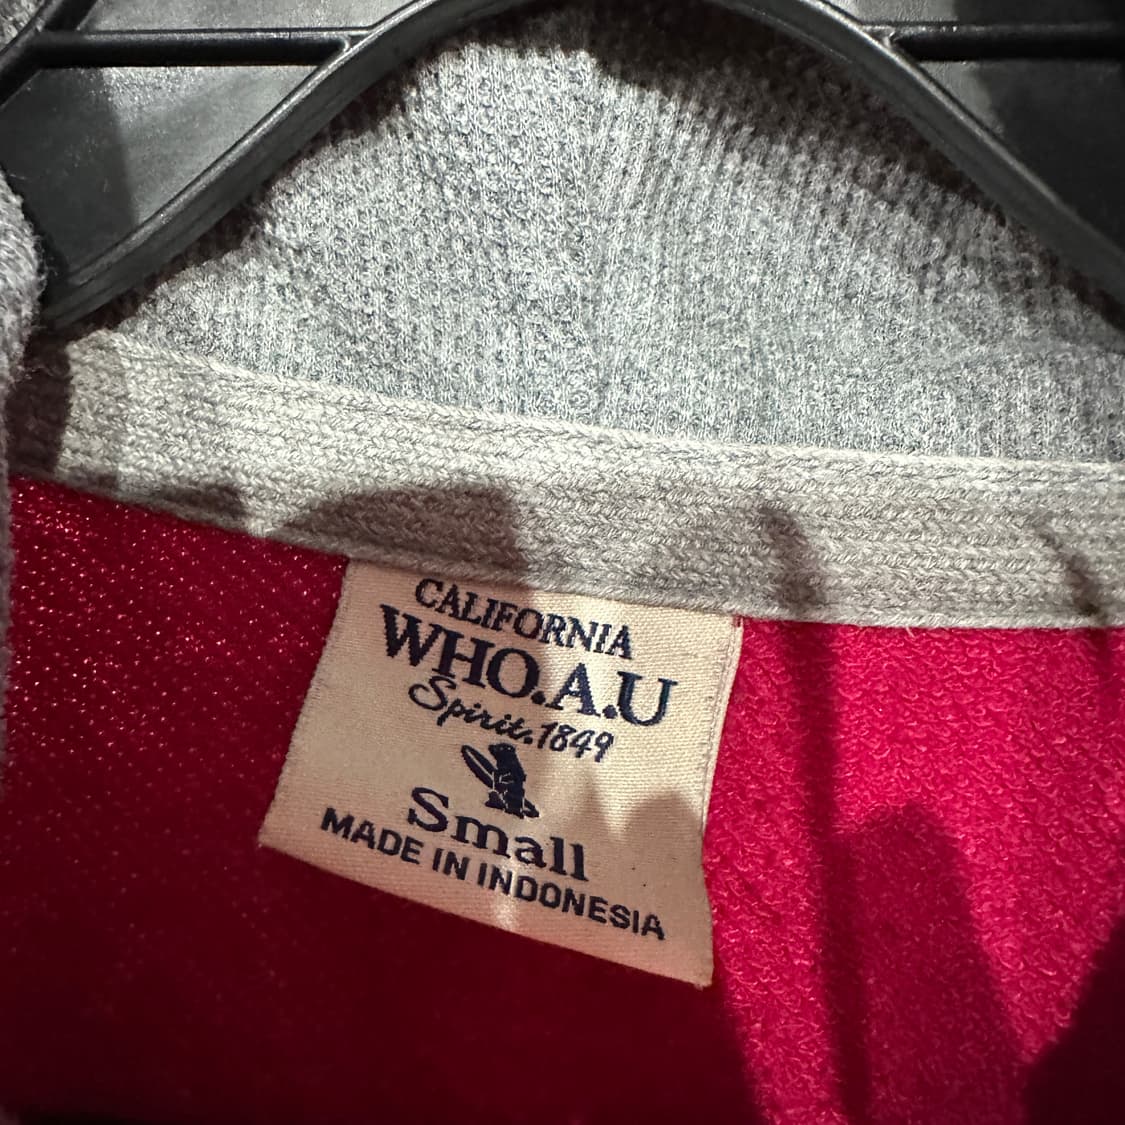 CALIFORNIA
WHO.A.U
Spirit.1849
Small
MADE IN INDONESIA